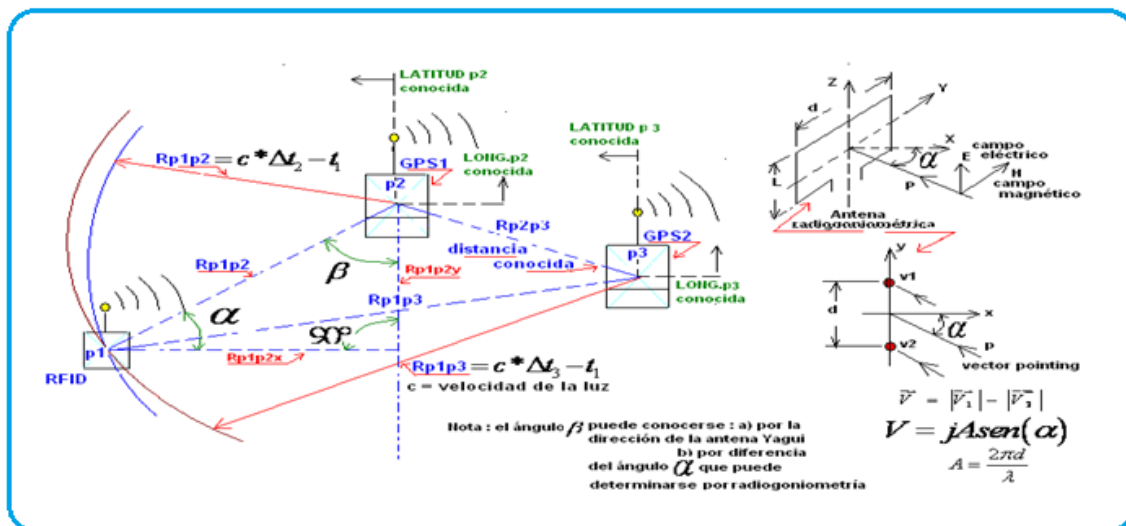 LATITUD p2
conocida
Rp1p2 = c*Δt₂ - t₁
GPS1
LONG.p2
conocida
p2
LATITUD p 3
conocida
Rp2p3
distancia
conocida
GPS2
p3
LONG.p3
conocida
Rp1p2
β
Rp1p2y
Rp1p3
α
90º
p1
Rp1p2x
RFID
Rp1p3 = c*Δt₃ - t₁
c = velocidad de la luz
Nota : el ángulo β puede conocerse : a) por la
dirección de la antena Yagui
b) por diferencia
del ángulo α que puede
determinarse por radiogoniometría
Z
Y
d
X
α
campo
eléctrico
E
H
campo
magnético
P
L
Antena
radiogoniométrica
y
v1
d
x
α
p
v2
vector pointing
V = |V₁| - |V₂|
V = jAsen(α)
A = 2πd/λ